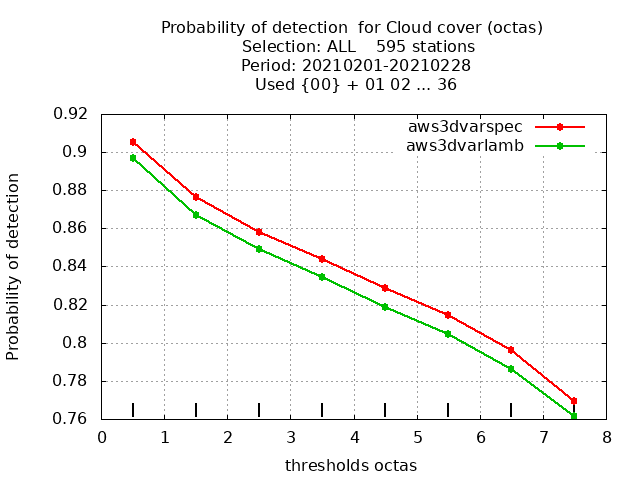 Probability of detection  for Cloud cover (octas)
Selection: ALL    595 stations
Period: 20210201-20210228
Used {00} + 01 02 ... 36
aws3dvarspec
aws3dvarlamb
Probability of detection
0.92
0.9
0.88
0.86
0.84
0.82
0.8
0.78
0.76
0 1 2 3 4 5 6 7 8
thresholds octas